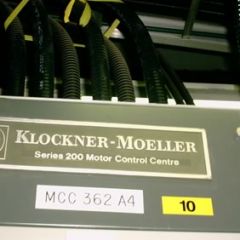 KLOCKNER-MOELLER
Series 200 Motor Control Centre
MCC 362 A4
10